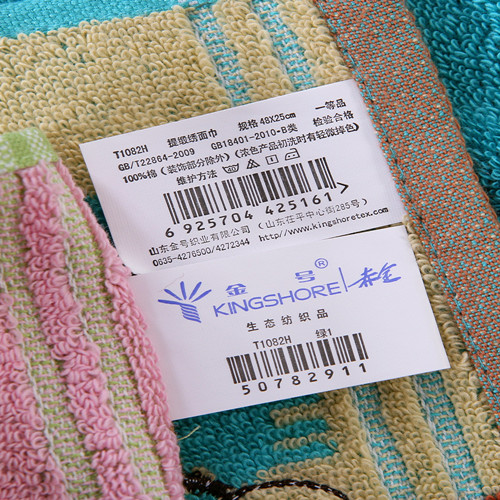 T1082H 提缎绣面巾 规格 48X25cm 一等品
GB/T22864-2009 GB18401-2010-B类 检验合格
100%棉（装饰部分除外）（浓色产品初洗时有轻微掉色）
维护方法
6 925704 425161 >
山东金号织业有限公司 （山东茌平中心街285号）
0635-4276500/4272344 http://www.kingshoretex.com
金号®
KINGSHORE
生态纺织品
T1082H 绿1
50782911